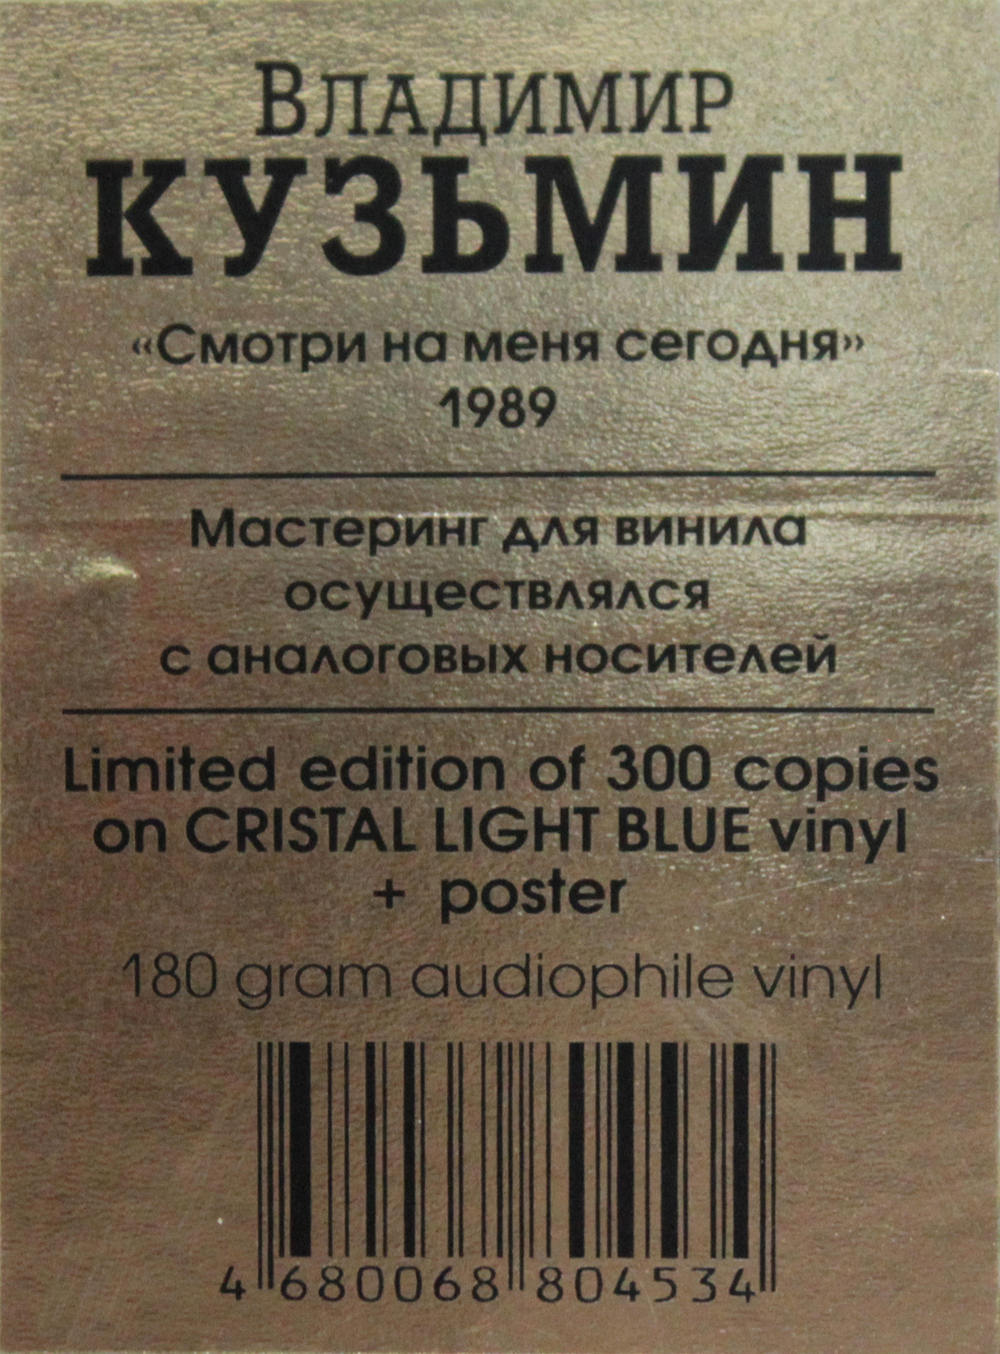 Владимир
КУЗЬМИН
«Смотри на меня сегодня»
1989
Мастеринг для винила
осуществлялся
с аналоговых носителей
Limited edition of 300 copies
on CRISTAL LIGHT BLUE vinyl
+ poster
180 gram audiophile vinyl
4 680068 804534